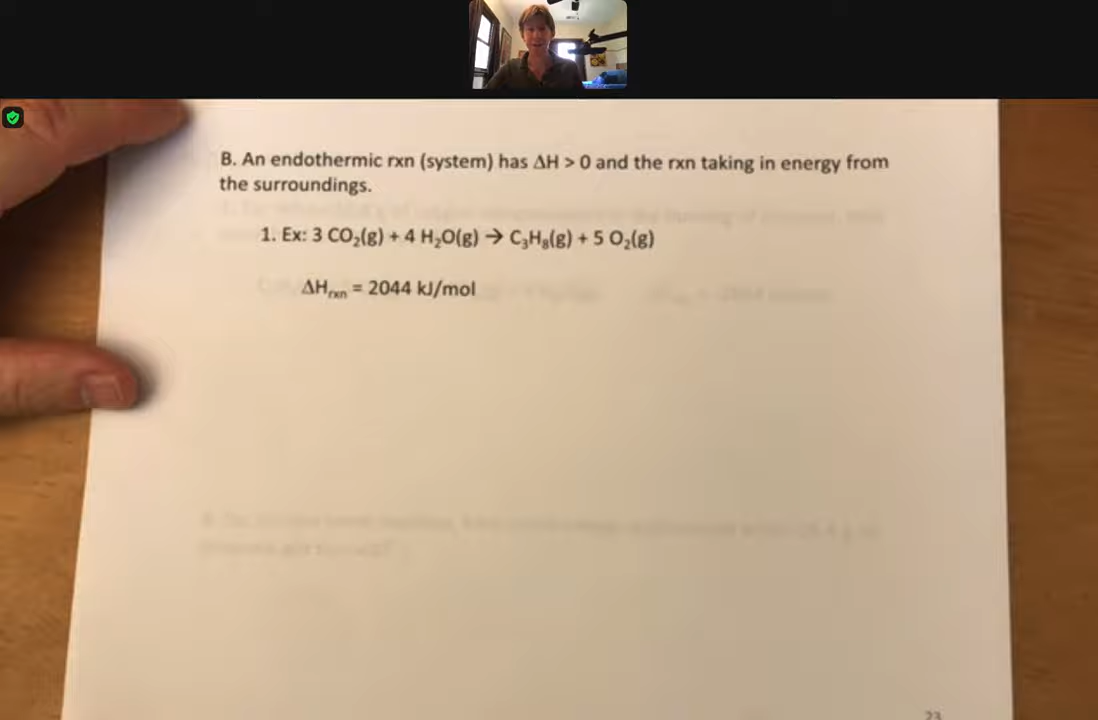 B. An endothermic rxn (system) has ΔH > 0 and the rxn taking in energy from
the surroundings.
1. Ex: 3 CO₂(g) + 4 H₂O(g) → C₃H₈(g) + 5 O₂(g)
ΔHᵣₓₙ = 2044 kJ/mol
23